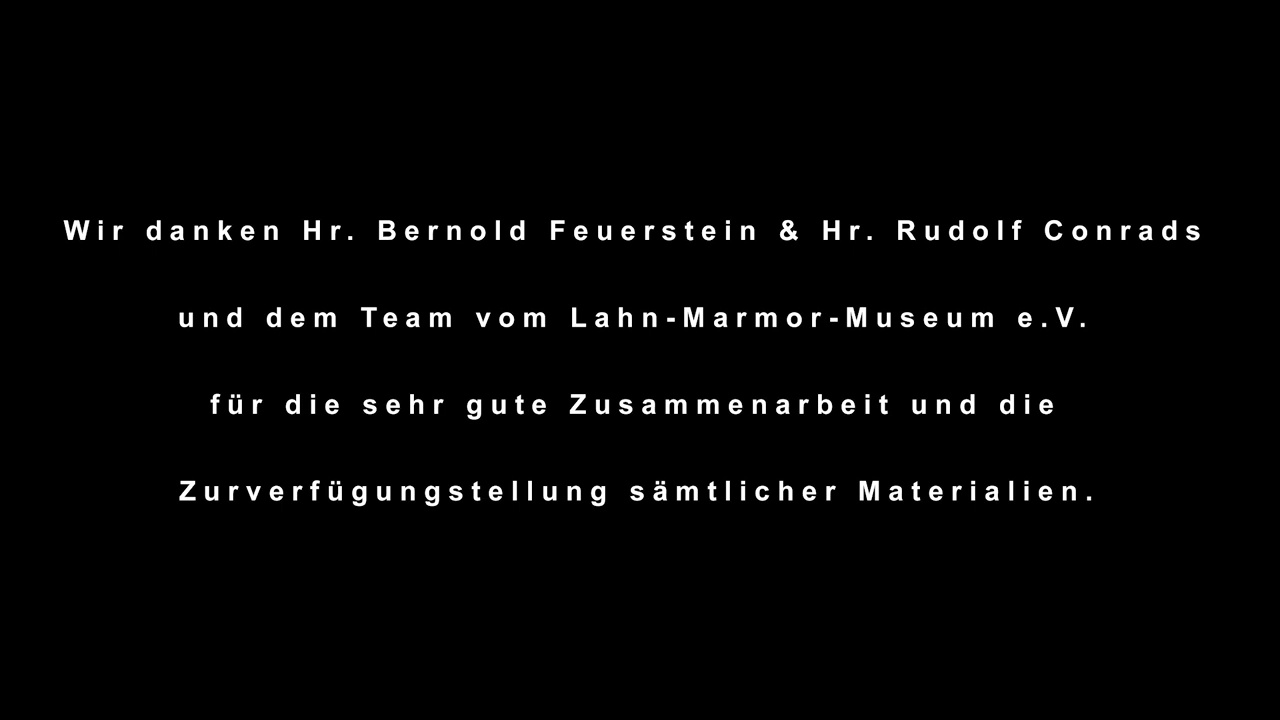 Wir danken Hr. Bernold Feuerstein & Hr. Rudolf Conrads
und dem Team vom Lahn-Marmor-Museum e.V.
für die sehr gute Zusammenarbeit und die
Zurverfügungstellung sämtlicher Materialien.